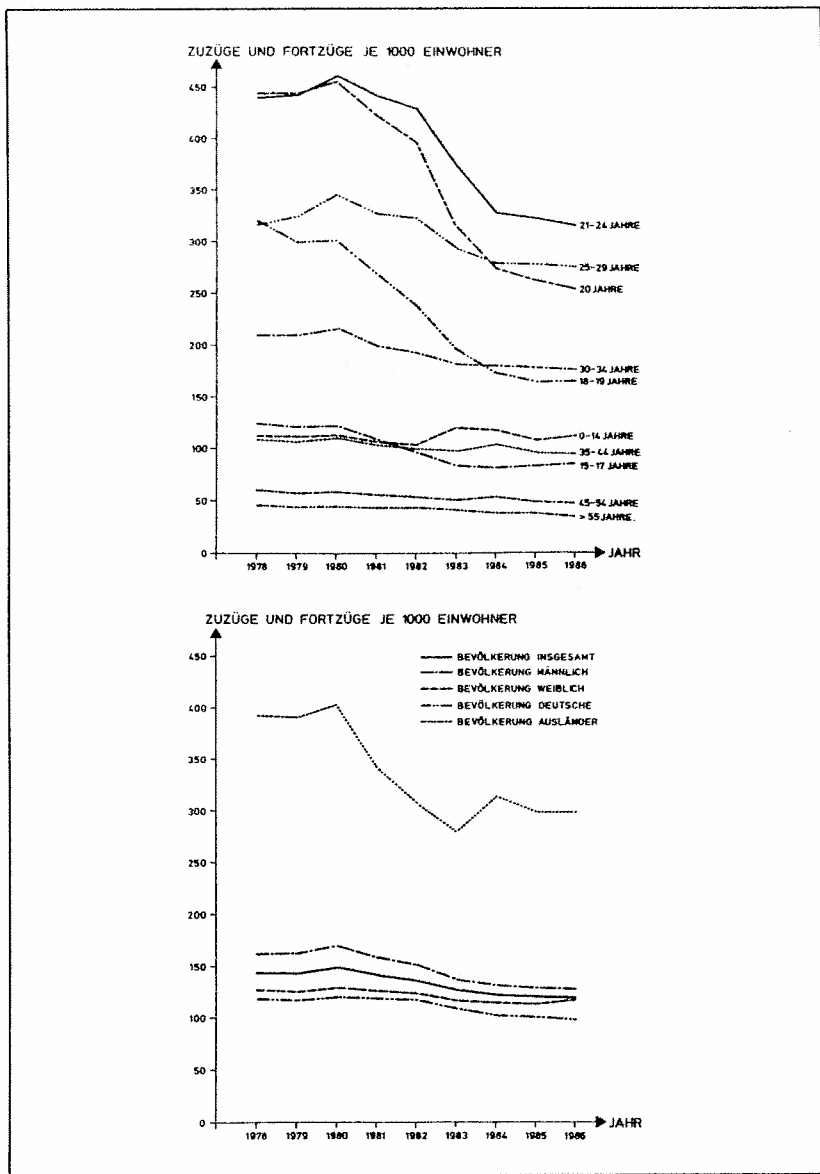 ZUZÜGE UND FORTZÜGE JE 1000 EINWOHNER
450
400
350
300
250
200
150
100
50
0
21-24 JAHRE
25-29 JAHRE
20 JAHRE
30-34 JAHRE
18-19 JAHRE
0-14 JAHRE
35-44 JAHRE
15-17 JAHRE
45-54 JAHRE
> 55 JAHRE.
1978 1979 1980 1981 1982 1983 1984 1985 1986
JAHR
ZUZÜGE UND FORTZÜGE JE 1000 EINWOHNER
450
400
350
300
250
200
150
100
50
0
BEVÖLKERUNG INSGESAMT
BEVÖLKERUNG MÄNNLICH
BEVÖLKERUNG WEIBLICH
BEVÖLKERUNG DEUTSCHE
BEVÖLKERUNG AUSLÄNDER
1978 1979 1980 1981 1982 1983 1984 1985 1986
JAHR